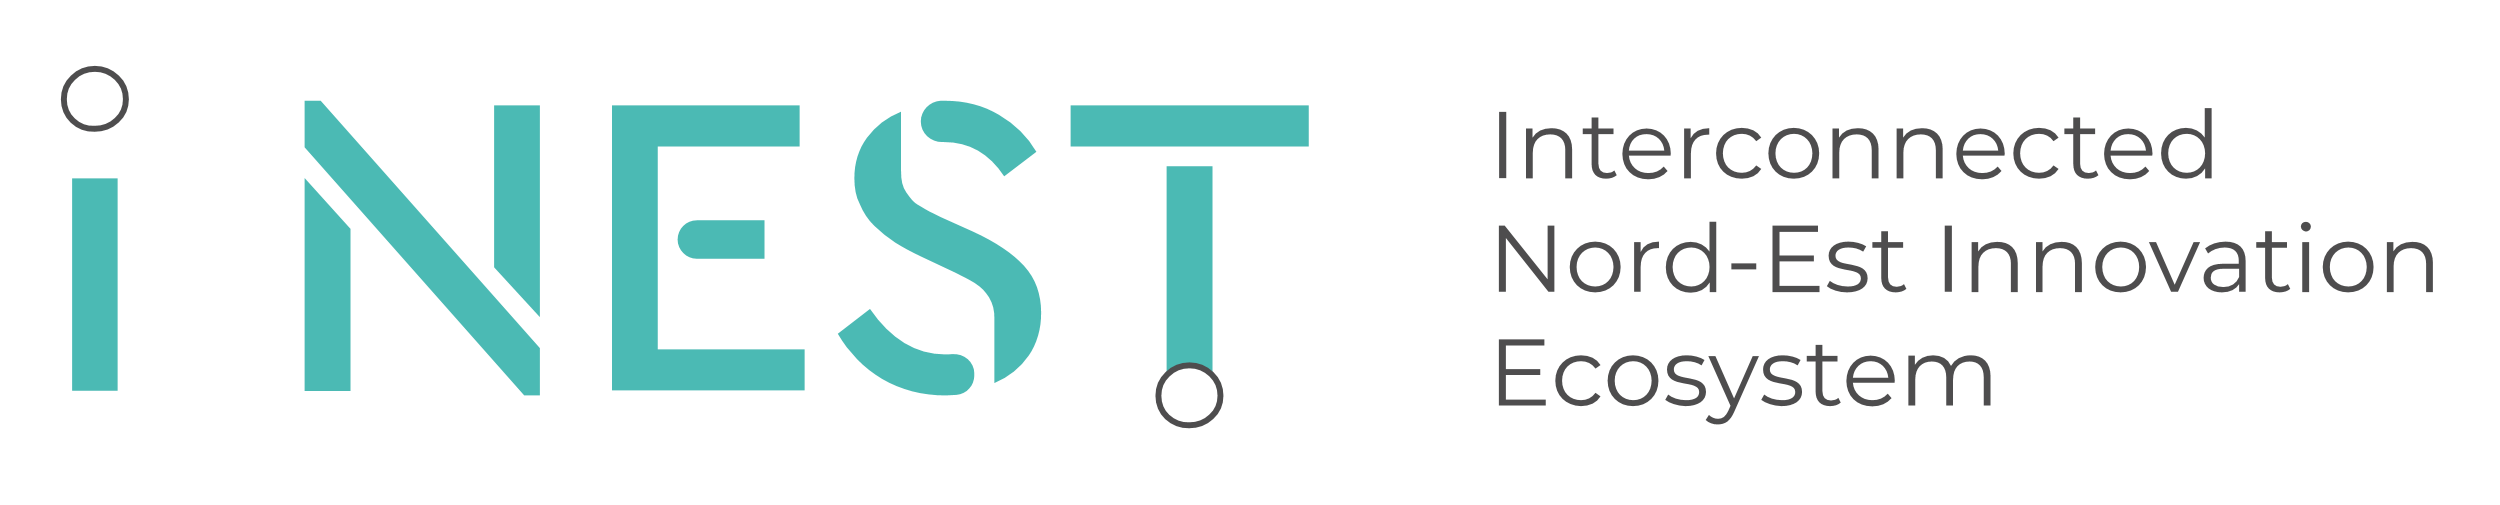 iNEST
Interconnected
Nord-Est Innovation
Ecosystem